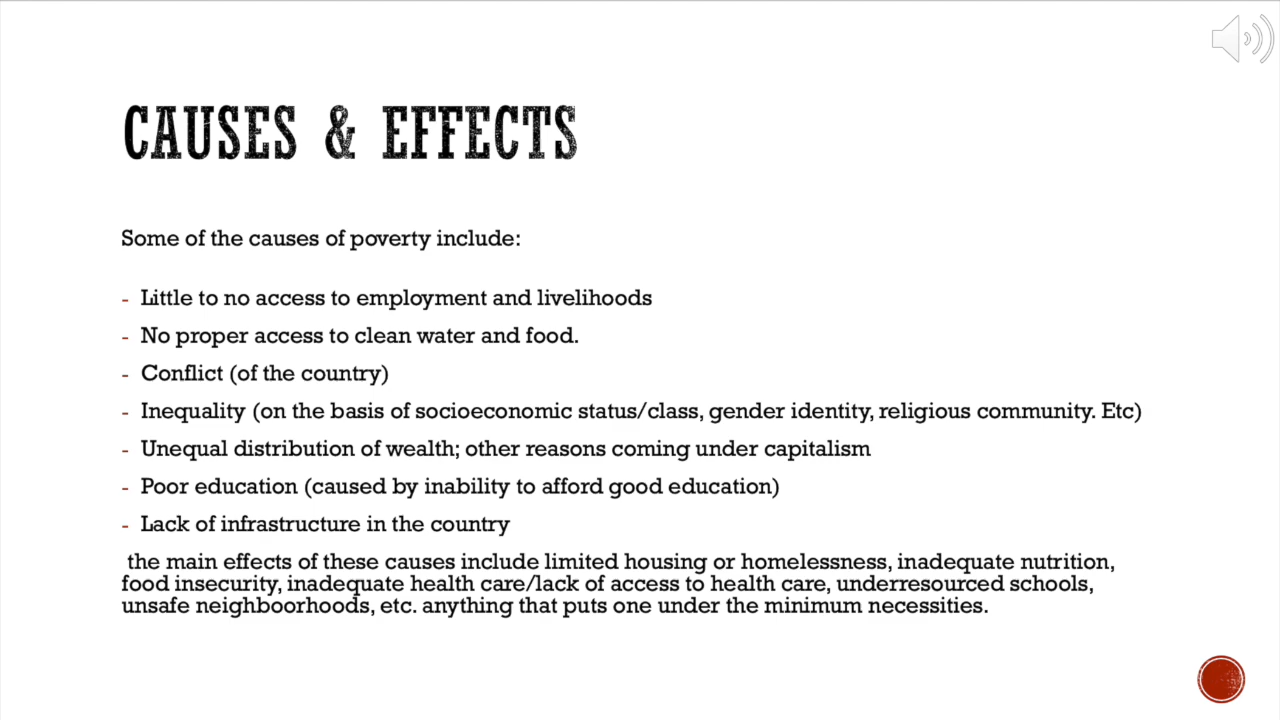 CAUSES & EFFECTS
Some of the causes of poverty include:
- Little to no access to employment and livelihoods
- No proper access to clean water and food.
- Conflict (of the country)
- Inequality (on the basis of socioeconomic status/class, gender identity, religious community. Etc)
- Unequal distribution of wealth; other reasons coming under capitalism
- Poor education (caused by inability to afford good education)
- Lack of infrastructure in the country
the main effects of these causes include limited housing or homelessness, inadequate nutrition,
food insecurity, inadequate health care/lack of access to health care, underresourced schools,
unsafe neighboorhoods, etc. anything that puts one under the minimum necessities.